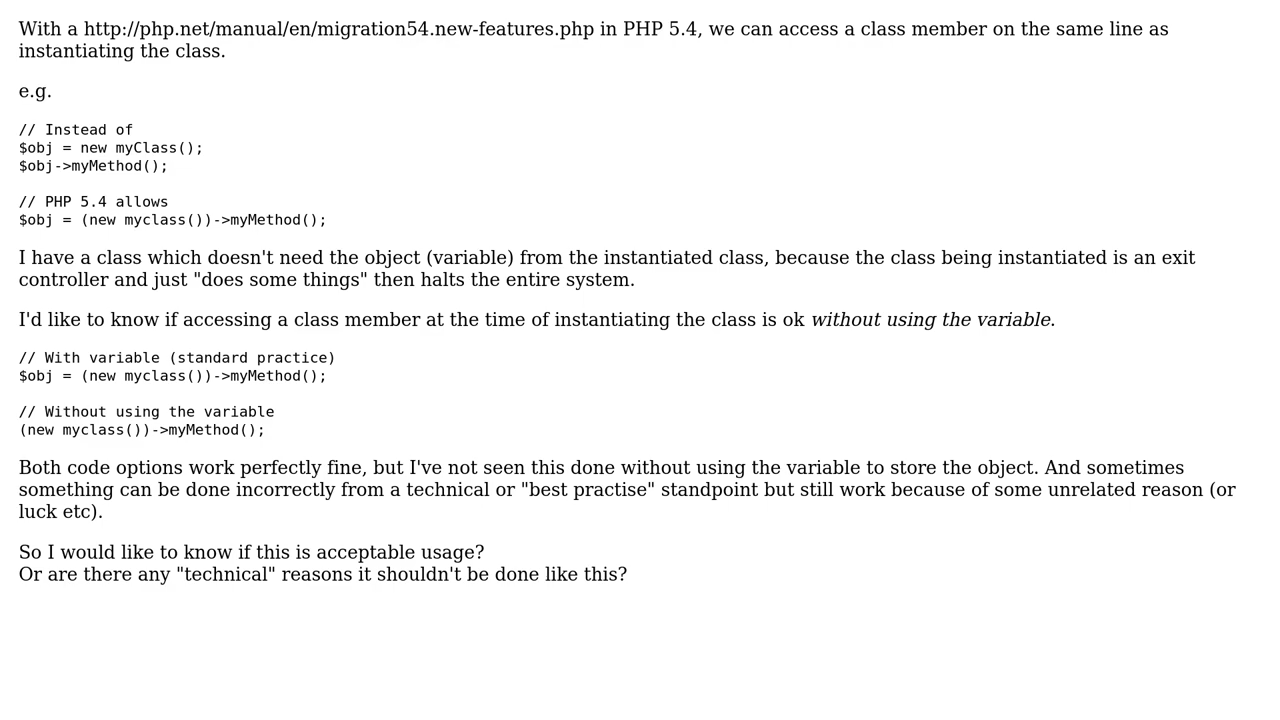 With a http://php.net/manual/en/migration54.new-features.php in PHP 5.4, we can access a class member on the same line as
instantiating the class.
e.g.
// Instead of
$obj = new myClass();
$obj->myMethod();
// PHP 5.4 allows
$obj = (new myclass())->myMethod();
I have a class which doesn't need the object (variable) from the instantiated class, because the class being instantiated is an exit
controller and just "does some things" then halts the entire system.
I'd like to know if accessing a class member at the time of instantiating the class is ok without using the variable.
// With variable (standard practice)
$obj = (new myclass())->myMethod();
// Without using the variable
(new myclass())->myMethod();
Both code options work perfectly fine, but I've not seen this done without using the variable to store the object. And sometimes
something can be done incorrectly from a technical or "best practise" standpoint but still work because of some unrelated reason (or
luck etc).
So I would like to know if this is acceptable usage?
Or are there any "technical" reasons it shouldn't be done like this?